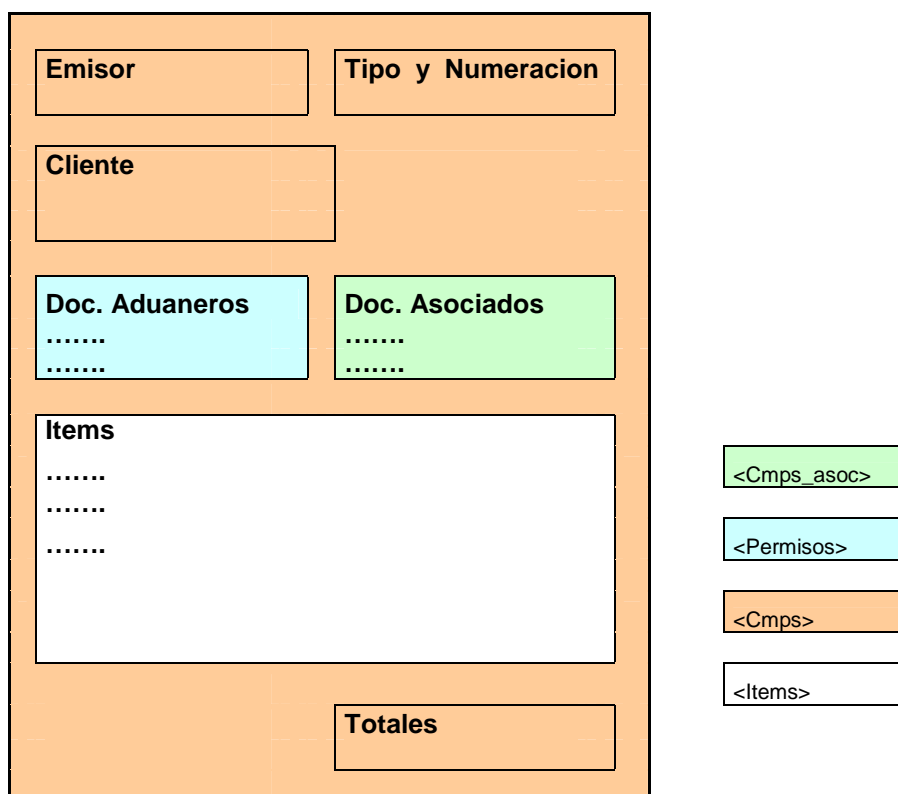 Emisor
Tipo y Numeracion
Cliente
Doc. Aduaneros
…….
…….
Doc. Asociados
…….
…….
Items
…….
…….
…….
Totales
<Cmps_asoc>
<Permisos>
<Cmps>
<Items>